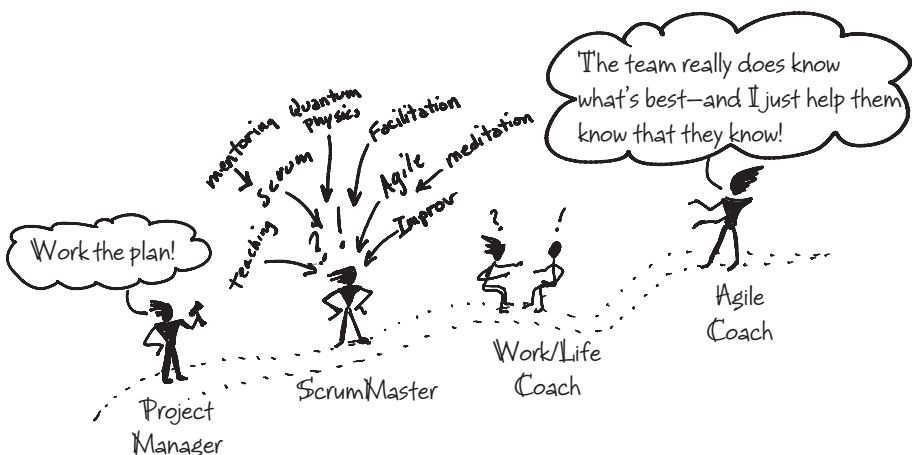 The team really does know
what's best—and I just help them
know that they know!
mentoring
Quantum
physics
Facilitation
Scrum
Agile
meditation
Improv
teaching
?
!
?
!
?
!
Work the plan!
Project
Manager
ScrumMaster
Work/Life
Coach
Agile
Coach